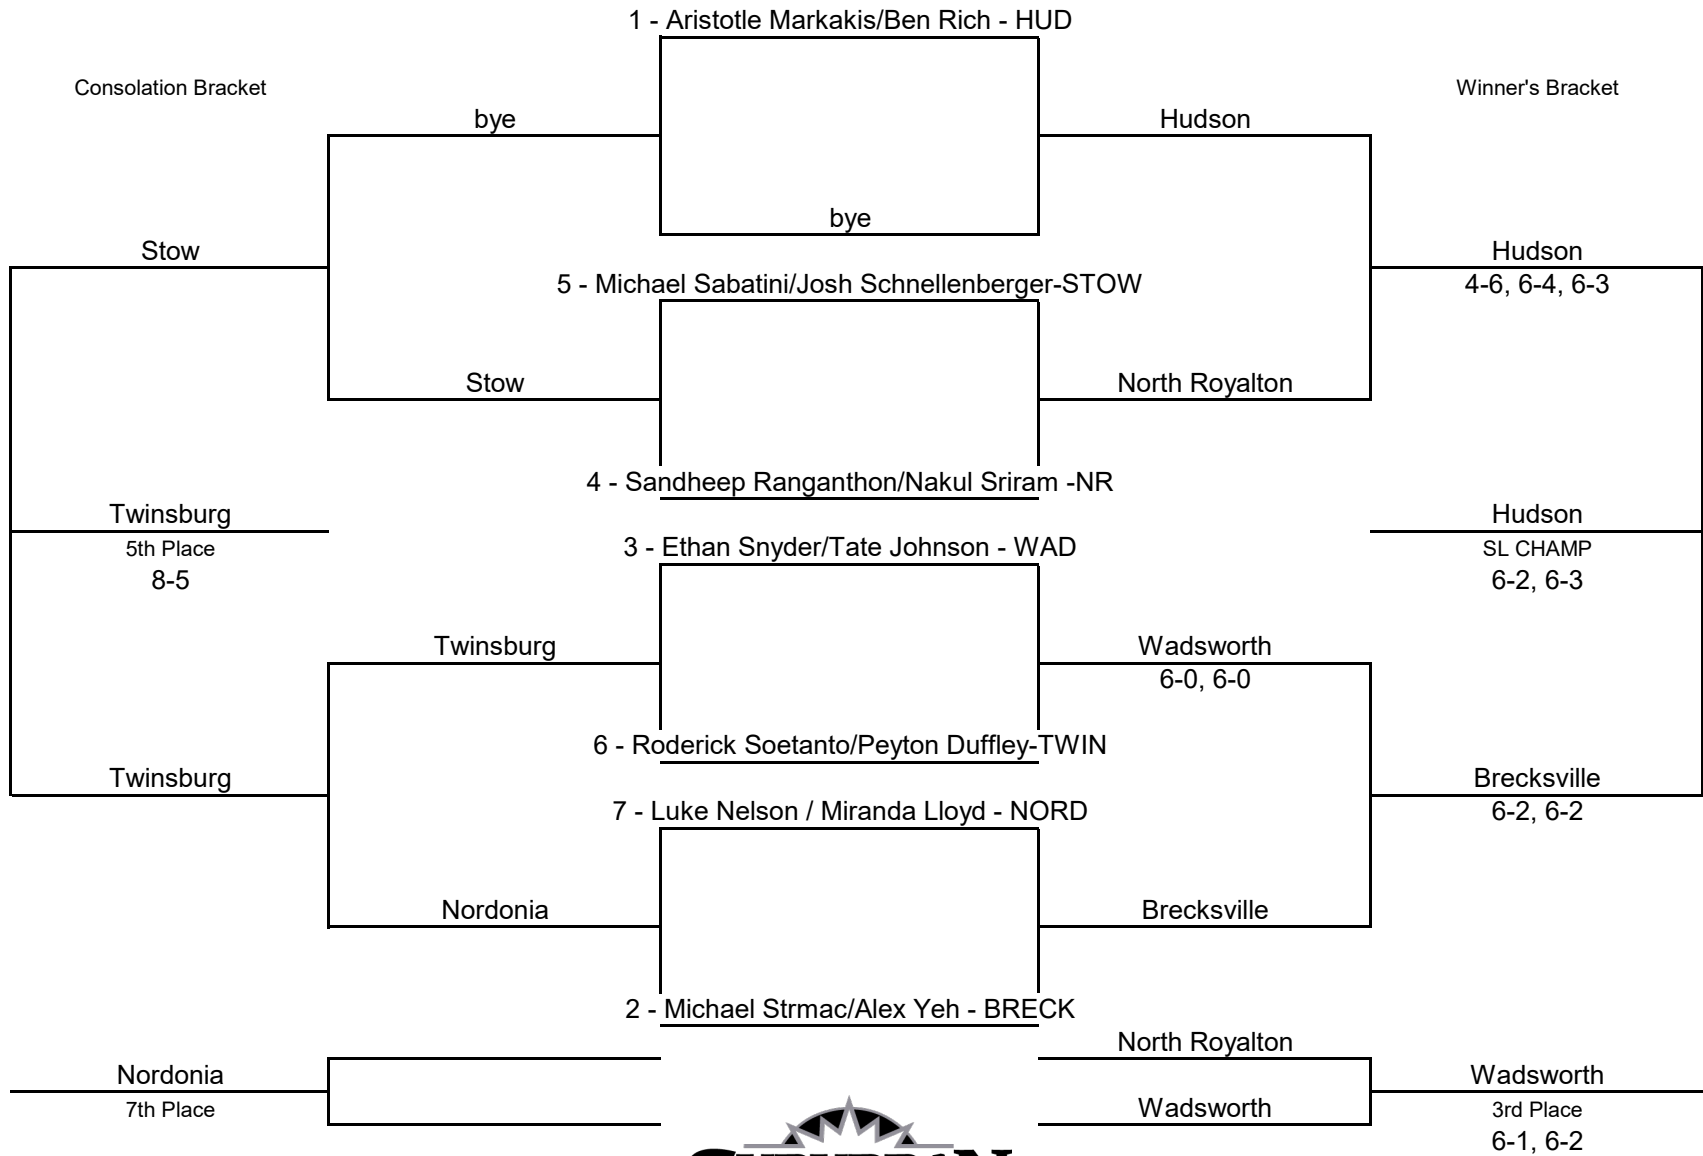 1 - Aristotle Markakis/Ben Rich - HUD
Consolation Bracket
Winner's Bracket
bye
Hudson
bye
Stow
Hudson
5 - Michael Sabatini/Josh Schnellenberger-STOW
4-6, 6-4, 6-3
Stow
North Royalton
4 - Sandheep Ranganthon/Nakul Sriram -NR
Twinsburg
Hudson
5th Place
3 - Ethan Snyder/Tate Johnson - WAD
SL CHAMP
8-5
6-2, 6-3
Twinsburg
Wadsworth
6-0, 6-0
6 - Roderick Soetanto/Peyton Duffley-TWIN
Twinsburg
Brecksville
7 - Luke Nelson / Miranda Lloyd - NORD
6-2, 6-2
Nordonia
Brecksville
2 - Michael Strmac/Alex Yeh - BRECK
North Royalton
Nordonia
Wadsworth
7th Place
Wadsworth
3rd Place
6-1, 6-2